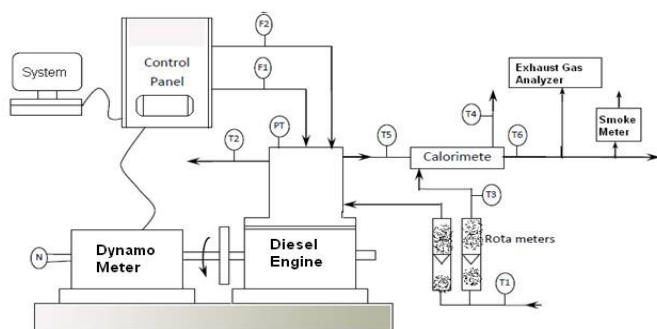 F2
Control
Panel
System
F1
Exhaust Gas
Analyzer
T4
Smoke
Meter
T2
PT
T5
Calorimete
T6
T3
Rota meters
N
Dynamo
Meter
Diesel
Engine
T1